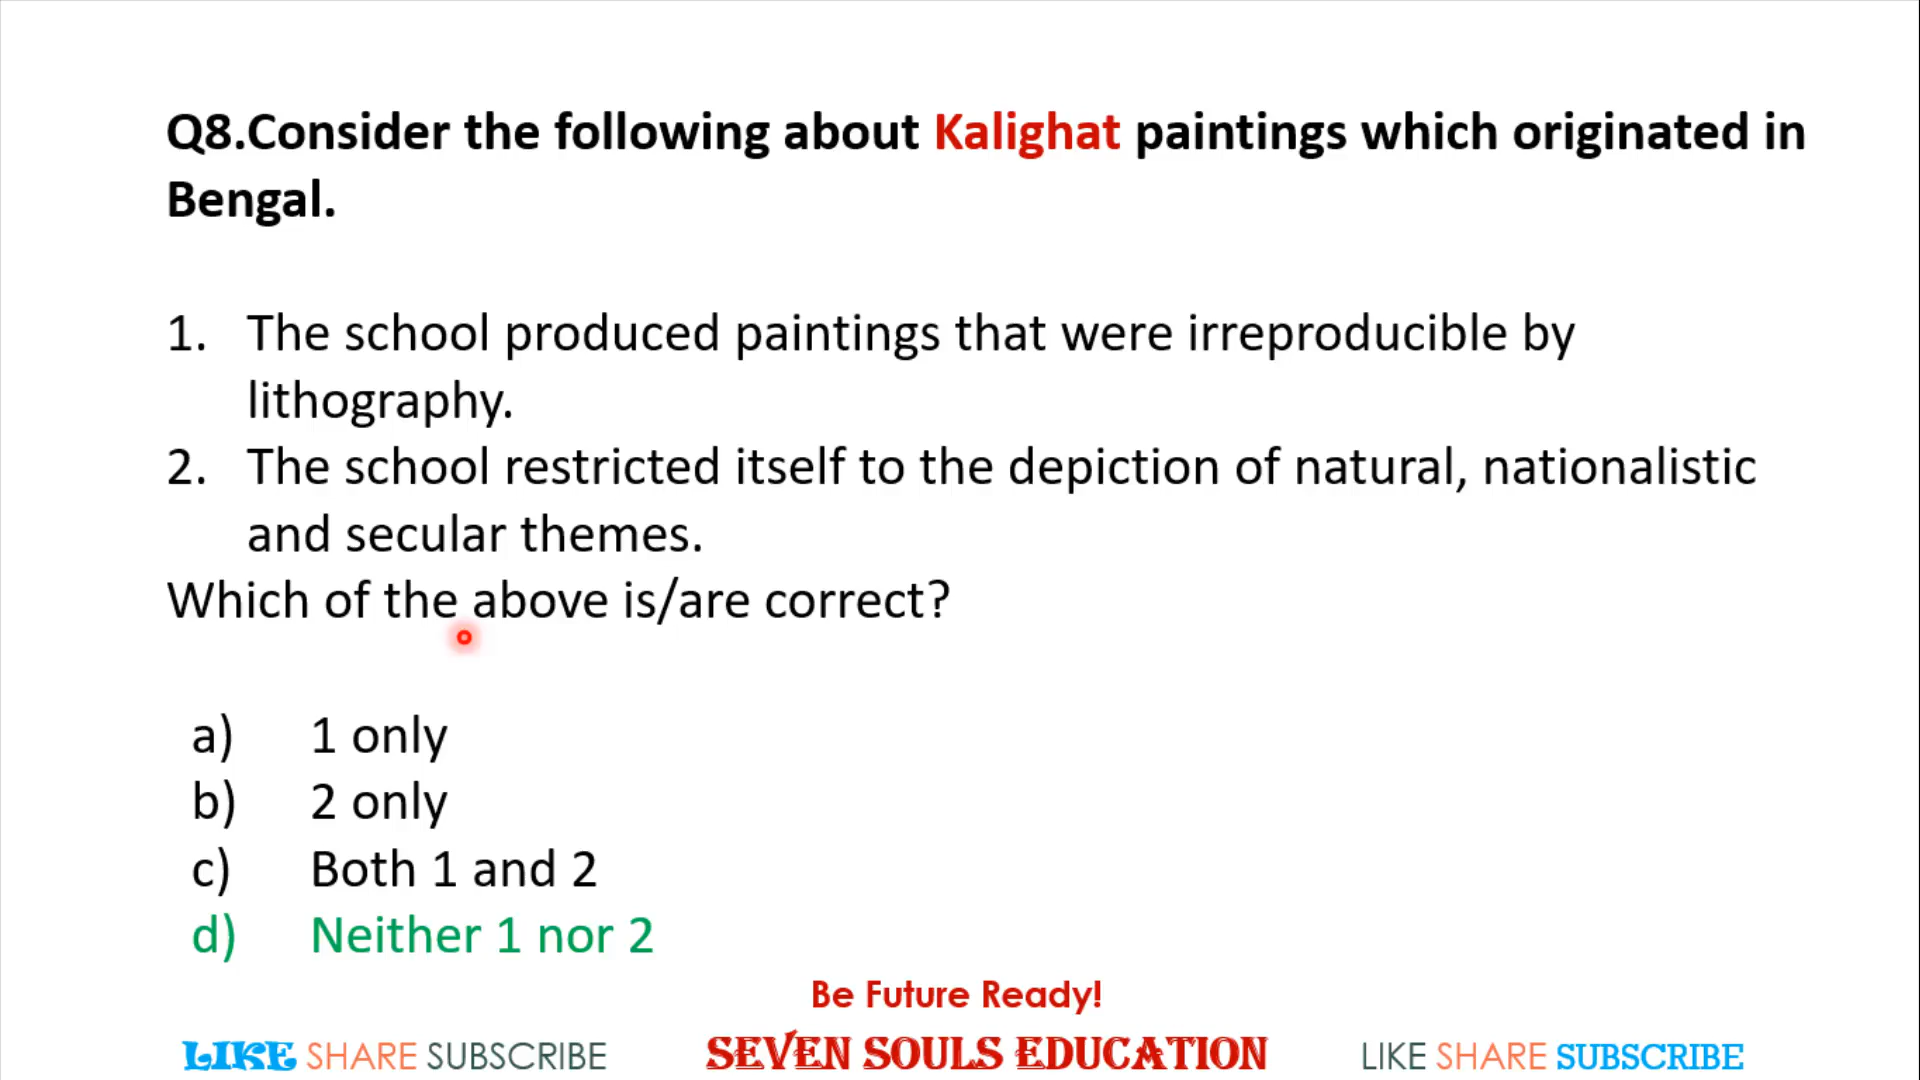 Q8.Consider the following about Kalighat paintings which originated in
Bengal.
1. The school produced paintings that were irreproducible by
lithography.
2. The school restricted itself to the depiction of natural, nationalistic
and secular themes.
Which of the above is/are correct?
a) 1 only
b) 2 only
c) Both 1 and 2
d) Neither 1 nor 2
Be Future Ready!
LIKE SHARE SUBSCRIBE SEVEN SOULS EDUCATION LIKE SHARE SUBSCRIBE